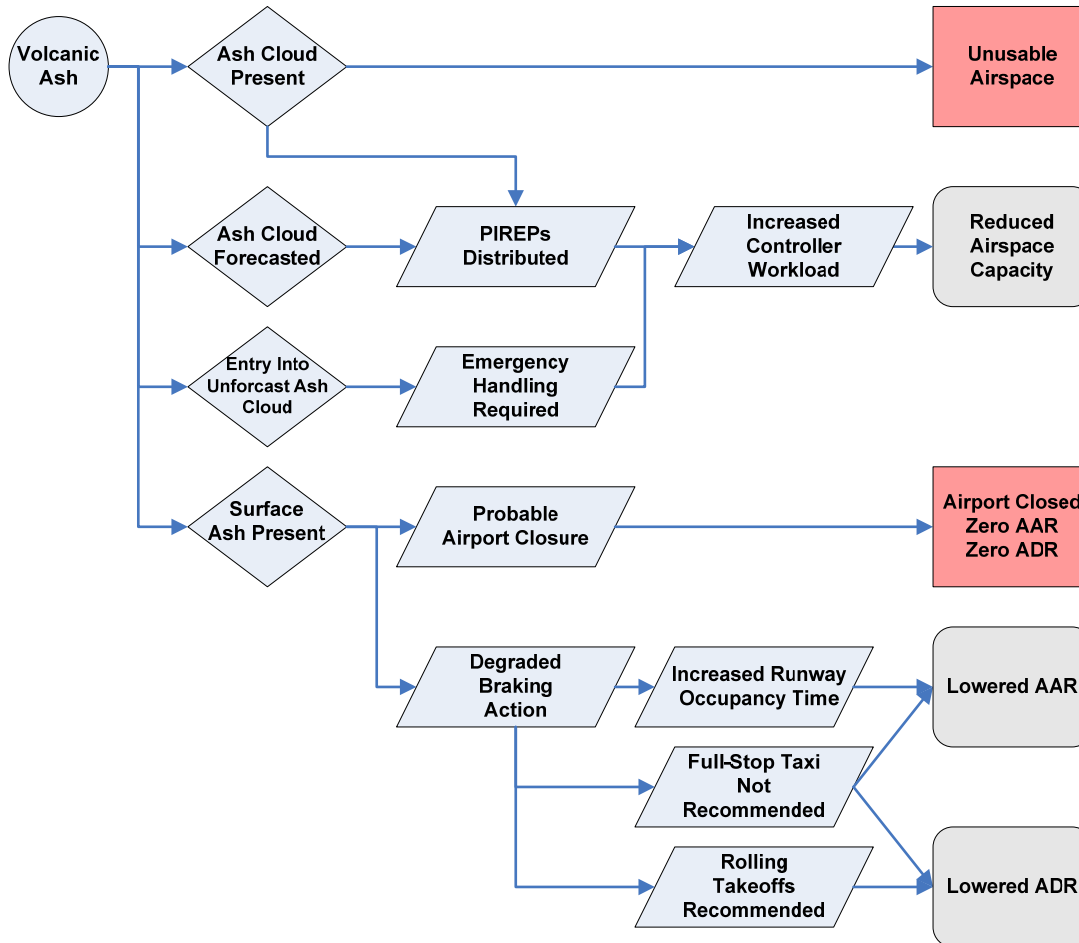 Volcanic
Ash
Ash Cloud
Present
Unusable
Airspace
Ash Cloud
Forecasted
PIREPs
Distributed
Increased
Controller
Workload
Reduced
Airspace
Capacity
Entry Into
Unforcast Ash
Cloud
Emergency
Handling
Required
Surface
Ash Present
Probable
Airport Closure
Airport Closed
Zero AAR
Zero ADR
Degraded
Braking
Action
Increased Runway
Occupancy Time
Lowered AAR
Full-Stop Taxi
Not
Recommended
Rolling
Takeoffs
Recommended
Lowered ADR